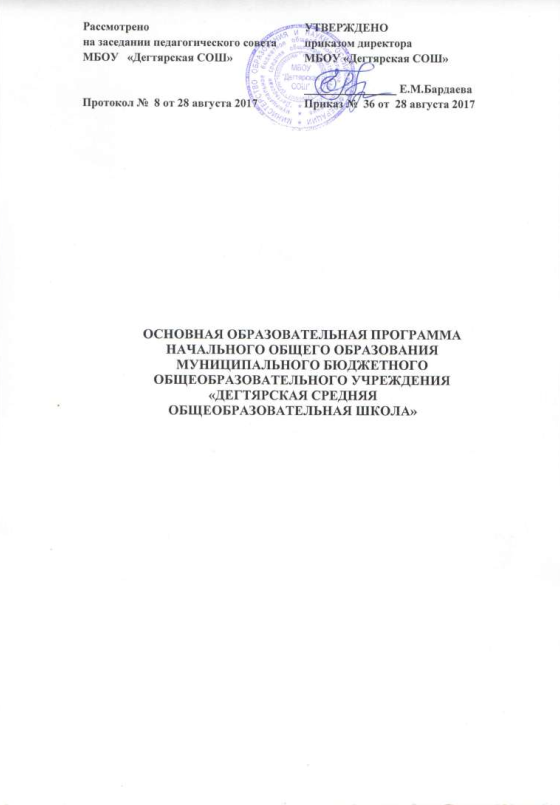 Рассмотрено
на заседании педагогического совета
МБОУ «Дегтярская СОШ»
Протокол № 8 от 28 августа 2017
УТВЕРЖДЕНО
приказом директора
МБОУ «Дегтярская СОШ»
Е.М.Бардаева
Приказ № 36 от 28 августа 2017
МБОУ
ОСНОВНАЯ ОБРАЗОВАТЕЛЬНАЯ ПРОГРАММА
НАЧАЛЬНОГО ОБЩЕГО ОБРАЗОВАНИЯ
МУНИЦИПАЛЬНОГО БЮДЖЕТНОГО
ОБЩЕОБРАЗОВАТЕЛЬНОГО УЧРЕЖДЕНИЯ
«ДЕГТЯРСКАЯ СРЕДНЯЯ
ОБЩЕОБРАЗОВАТЕЛЬНАЯ ШКОЛА»